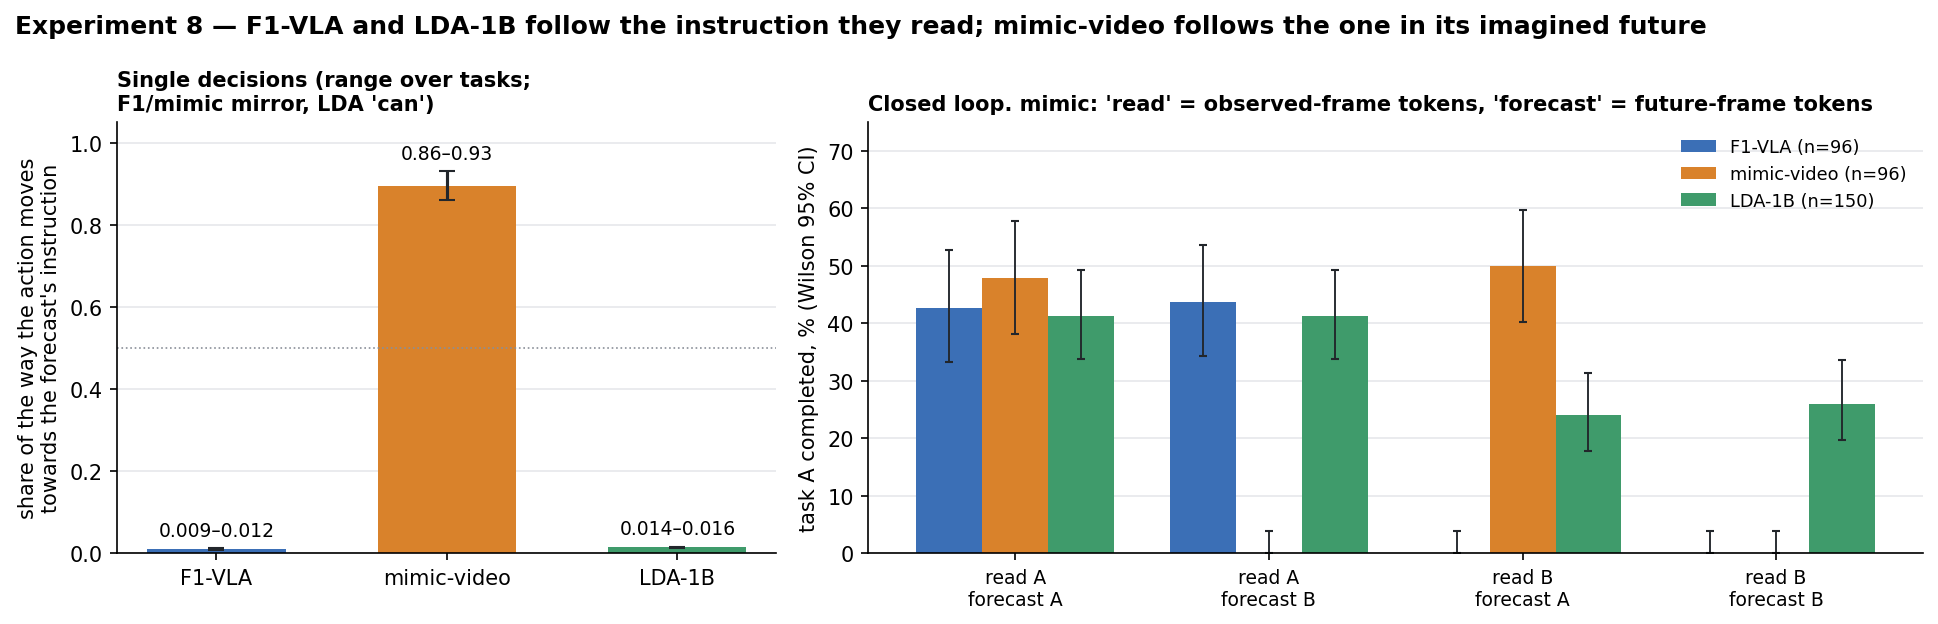 Experiment 8 — F1-VLA and LDA-1B follow the instruction they read; mimic-video follows the one in its imagined future
Single decisions (range over tasks;
F1/mimic mirror, LDA 'can')
share of the way the action moves
towards the forecast's instruction
1.0
0.8
0.6
0.4
0.2
0.0
0.009–0.012
0.86–0.93
0.014–0.016
F1-VLA
mimic-video
LDA-1B
Closed loop. mimic: 'read' = observed-frame tokens, 'forecast' = future-frame tokens
task A completed, % (Wilson 95% CI)
70
60
50
40
30
20
10
0
F1-VLA (n=96)
mimic-video (n=96)
LDA-1B (n=150)
read A
forecast A
read A
forecast B
read B
forecast A
read B
forecast B